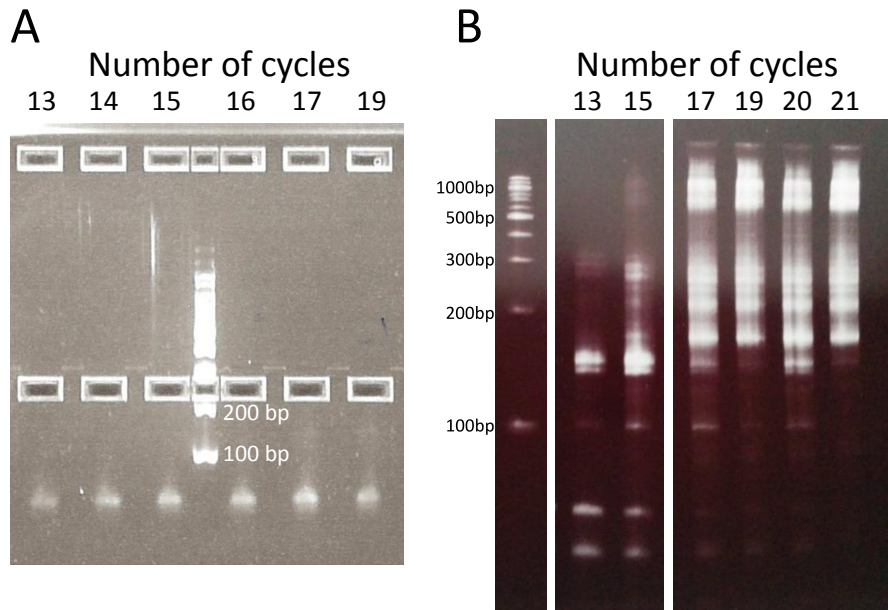 A
Number of cycles
13 14 15 16 17 19
200 bp
100 bp
B
Number of cycles
13 15 17 19 20 21
1000bp
500bp
300bp
200bp
100bp